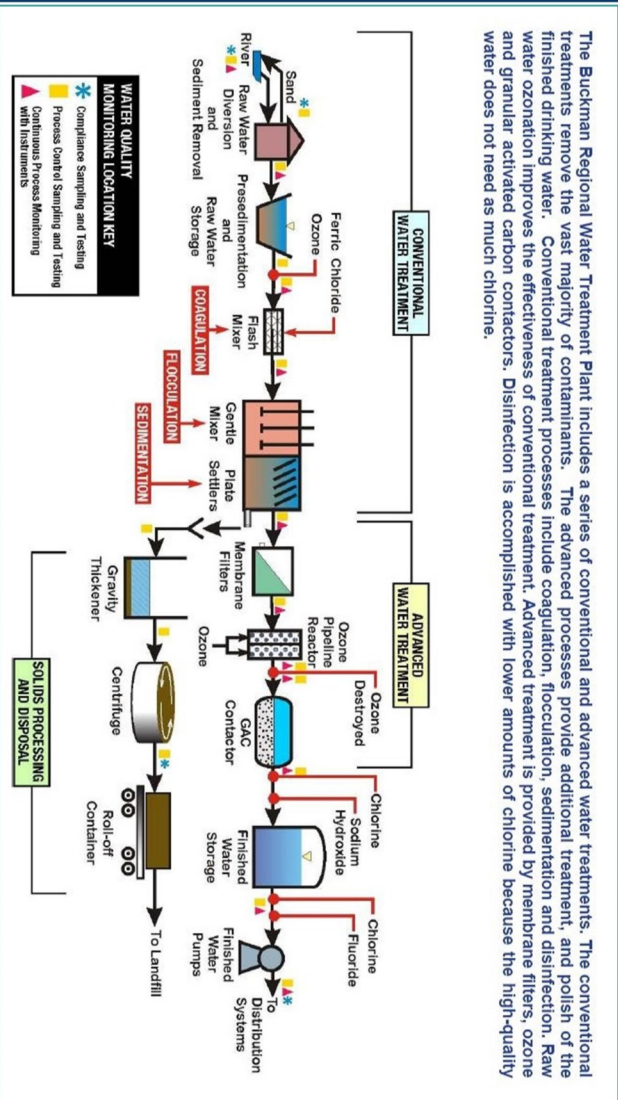 The Buckman Regional Water Treatment Plant includes a series of conventional and advanced water treatments. The conventional
treatments remove the vast majority of contaminants. The advanced processes provide additional treatment, and polish of the
finished drinking water. Conventional treatment processes include coagulation, flocculation, sedimentation and disinfection. Raw
water ozonation improves the effectiveness of conventional treatment. Advanced treatment is provided by membrane filters, ozone
and granular activated carbon contactors. Disinfection is accomplished with lower amounts of chlorine because the high-quality
water does not need as much chlorine.
CONVENTIONAL
WATER TREATMENT
ADVANCED
WATER TREATMENT
Ferric Chloride
Ozone
Ozone
Destroyed
Chlorine
Sodium
Hydroxide
Chlorine
Fluoride
Sand
River
Raw Water
Diversion
and
Sediment Removal
Presedimentation
and
Raw Water
Storage
Flash
Mixer
Gentle
Mixer
Plate
Settlers
Membrane
Filters
Ozone
Pipeline
Reactor
Ozone
GAC
Contactor
Finished
Water
Storage
Finished
Water
Pumps
To
Distribution
Systems
COAGULATION
FLOCCULATION
SEDIMENTATION
Gravity
Thickener
Centrifuge
Roll-off
Container
To Landfill
SOLIDS PROCESSING
AND DISPOSAL
WATER QUALITY
MONITORING LOCATION KEY
Compliance Sampling and Testing
Process Control Sampling and Testing
Continuous Process Monitoring
with Instruments